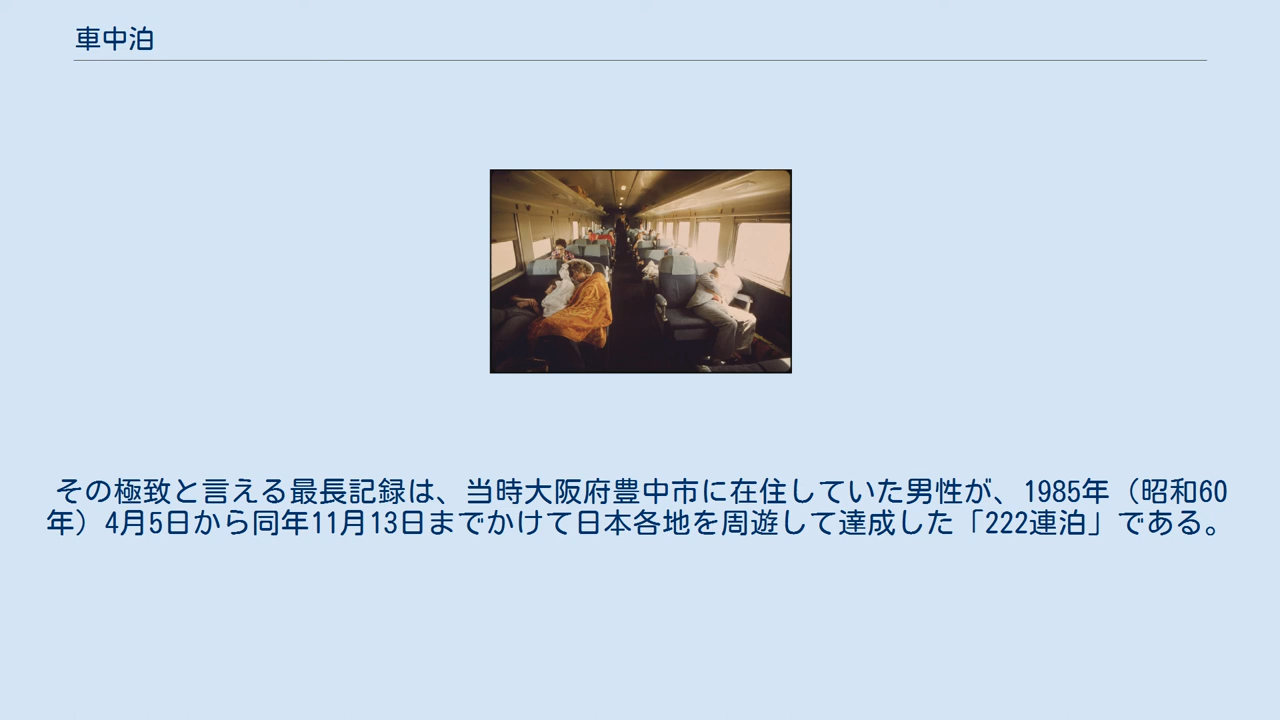 車中泊
その極致と言える最長記録は、当時大阪府豊中市に在住していた男性が、1985年（昭和60
年）4月5日から同年11月13日までかけて日本各地を周遊して達成した「222連泊」である。